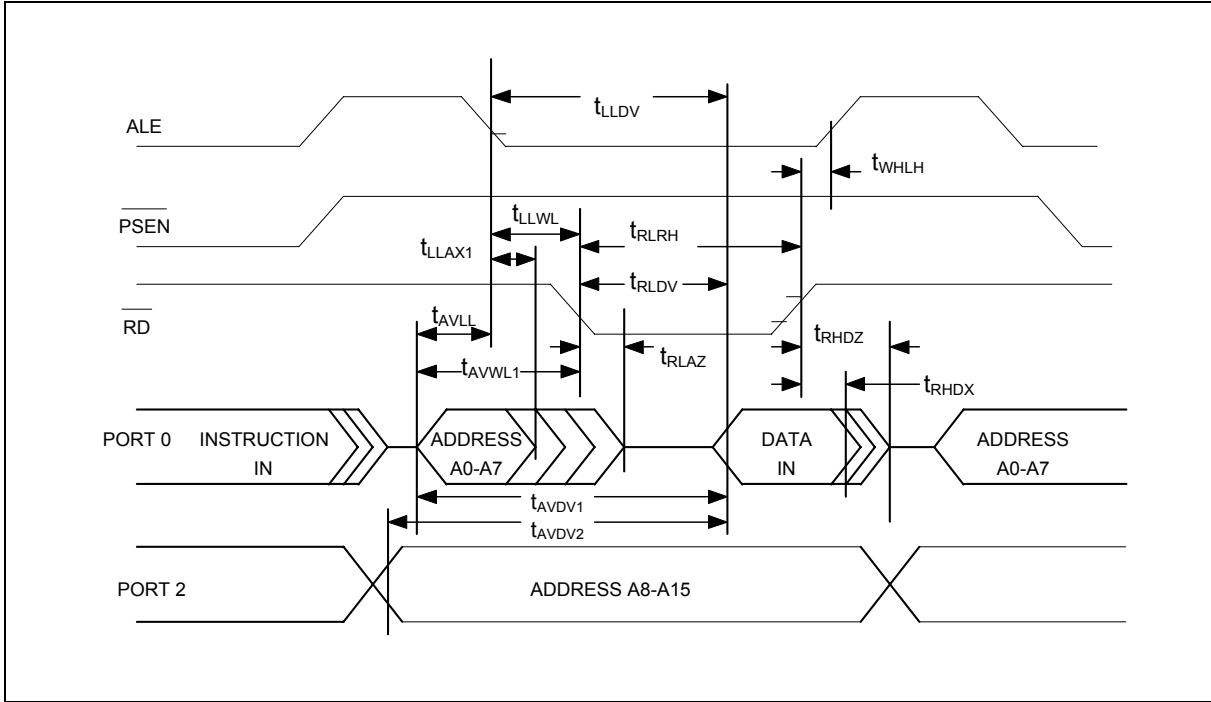 tLLDV
ALE
tWHLH
PSEN
tLLWL
tRLRH
tLLAX1
tRLDV
RD
tAVLL
tRHDZ
tRLAZ
tAVWL1
tRHDX
PORT 0
INSTRUCTION
IN
ADDRESS
A0-A7
DATA
IN
ADDRESS
A0-A7
tAVDV1
tAVDV2
PORT 2
ADDRESS A8-A15